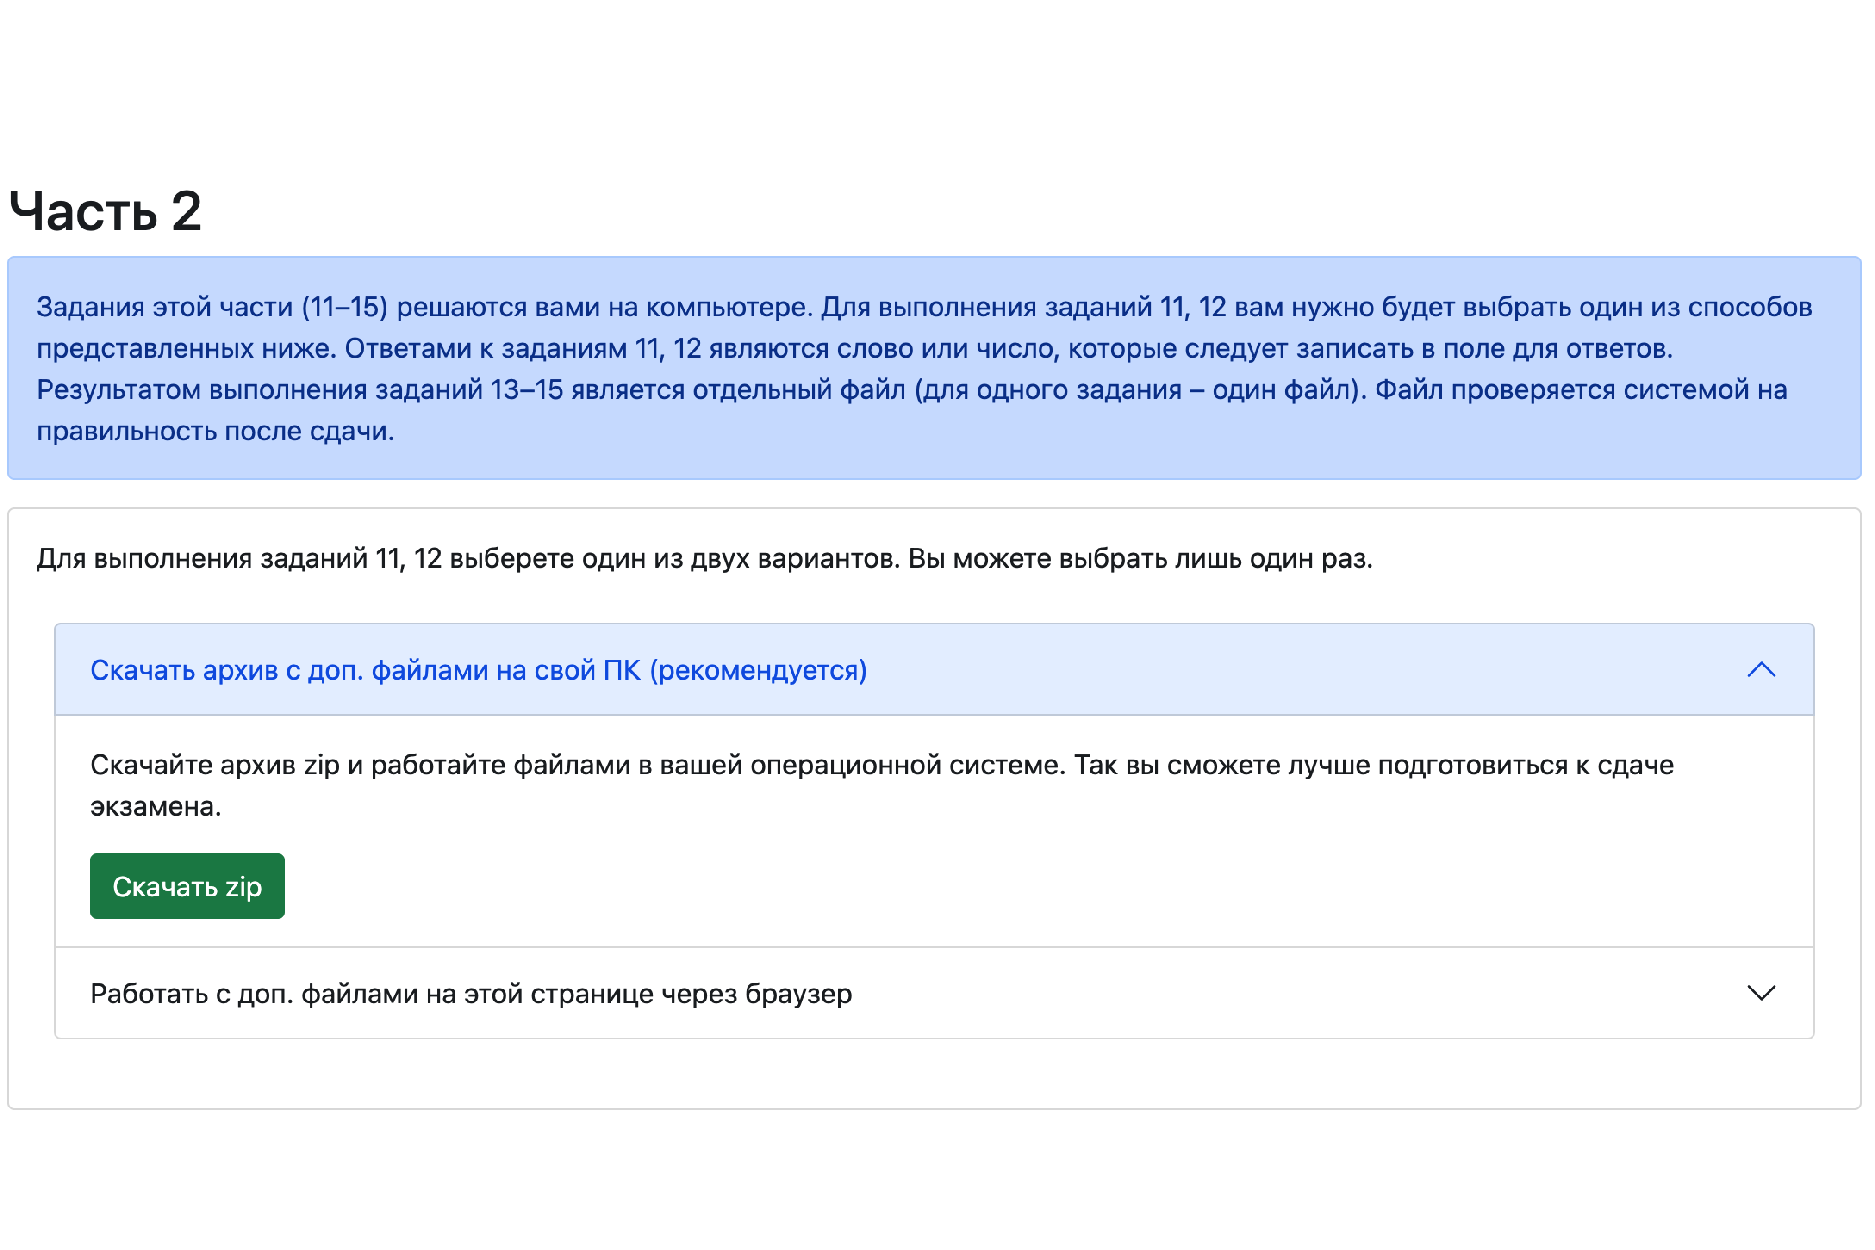 Часть 2
Задания этой части (11–15) решаются вами на компьютере. Для выполнения заданий 11, 12 вам нужно будет выбрать один из способов
представленных ниже. Ответами к заданиям 11, 12 являются слово или число, которые следует записать в поле для ответов.
Результатом выполнения заданий 13–15 является отдельный файл (для одного задания – один файл). Файл проверяется системой на
правильность после сдачи.
Для выполнения заданий 11, 12 выберете один из двух вариантов. Вы можете выбрать лишь один раз.
Скачать архив с доп. файлами на свой ПК (рекомендуется)
Скачайте архив zip и работайте файлами в вашей операционной системе. Так вы сможете лучше подготовиться к сдаче
экзамена.
Скачать zip
Работать с доп. файлами на этой странице через браузер